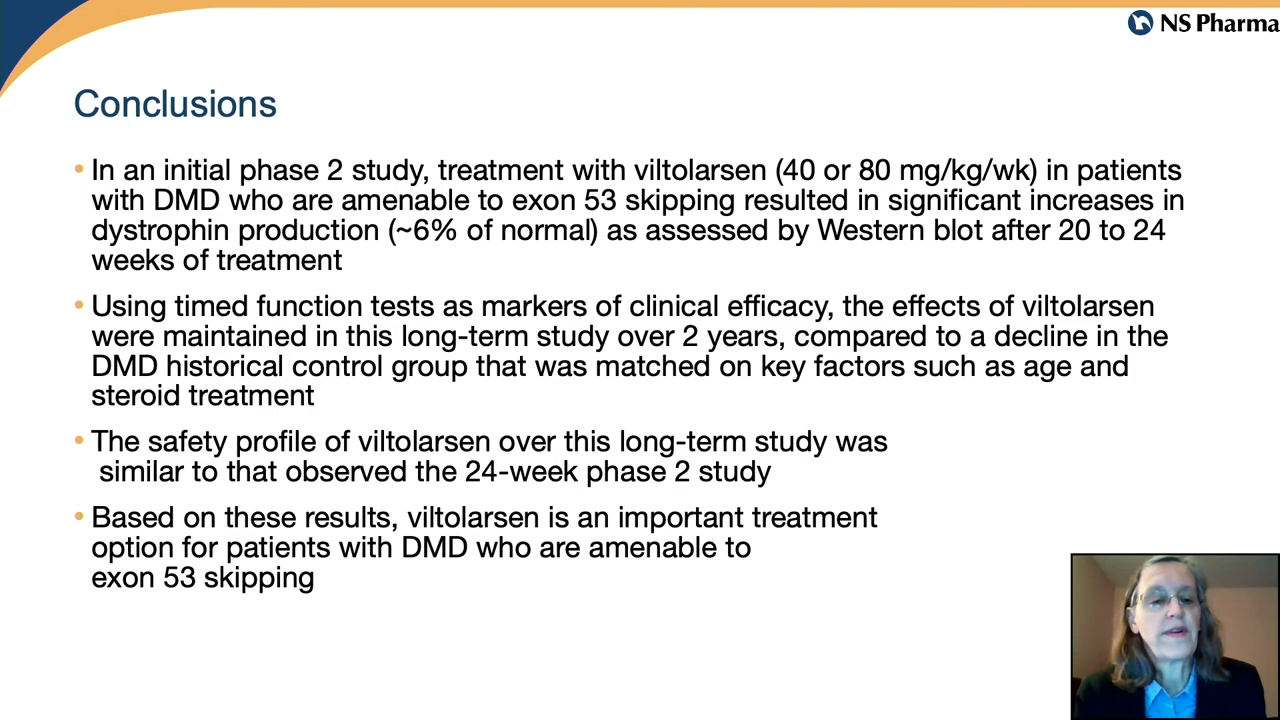 NS Pharma
Conclusions
• In an initial phase 2 study, treatment with viltolarsen (40 or 80 mg/kg/wk) in patients
with DMD who are amenable to exon 53 skipping resulted in significant increases in
dystrophin production (~6% of normal) as assessed by Western blot after 20 to 24
weeks of treatment
• Using timed function tests as markers of clinical efficacy, the effects of viltolarsen
were maintained in this long-term study over 2 years, compared to a decline in the
DMD historical control group that was matched on key factors such as age and
steroid treatment
• The safety profile of viltolarsen over this long-term study was
similar to that observed the 24-week phase 2 study
• Based on these results, viltolarsen is an important treatment
option for patients with DMD who are amenable to
exon 53 skipping